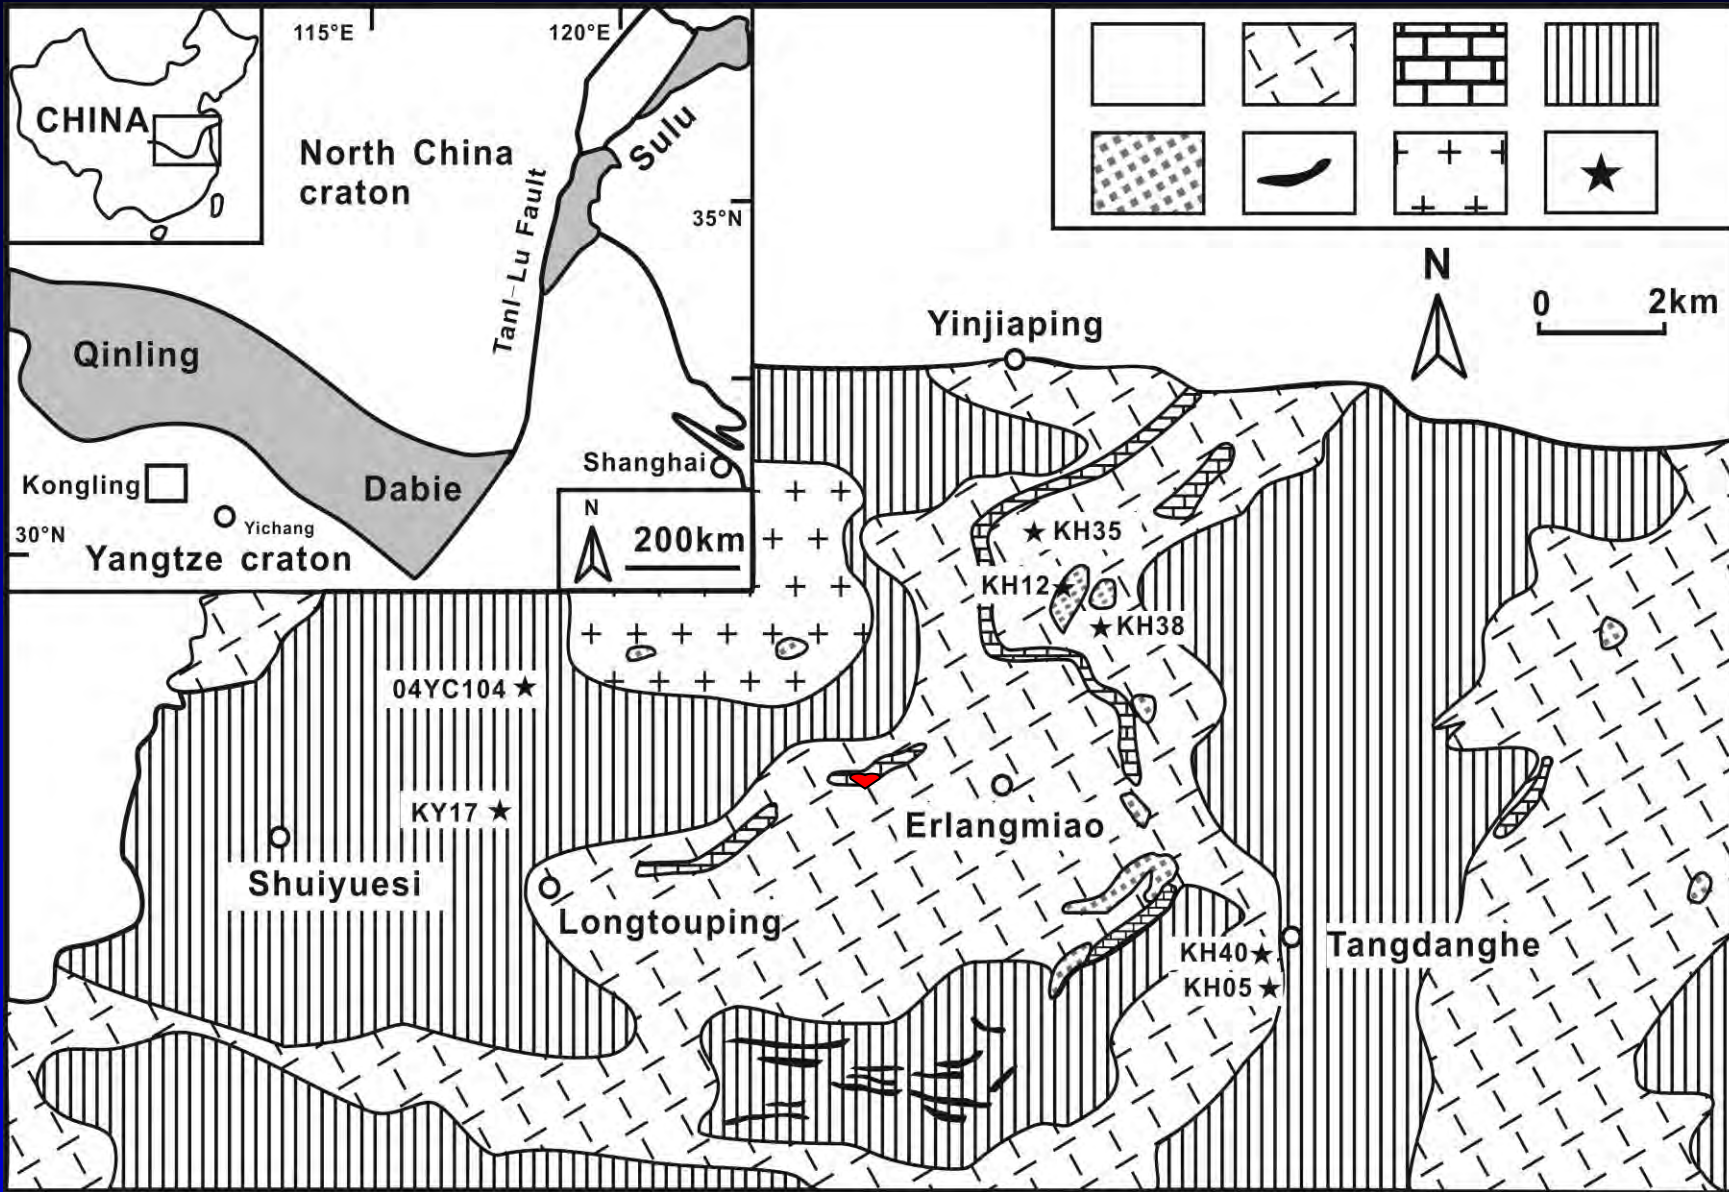 115°E
120°E
CHINA
North China
craton
Sulu
Tanl-Lu Fault
35°N
N
0 2km
Yinjiaping
Qinling
Kongling
Dabie
Shanghai
Yichang
30°N
Yangtze craton
N
200km
KH35
KH12
KH38
04YC104
KY17
Erlangmiao
Shuiyuesi
Longtouping
KH40
Tangdanghe
KH05